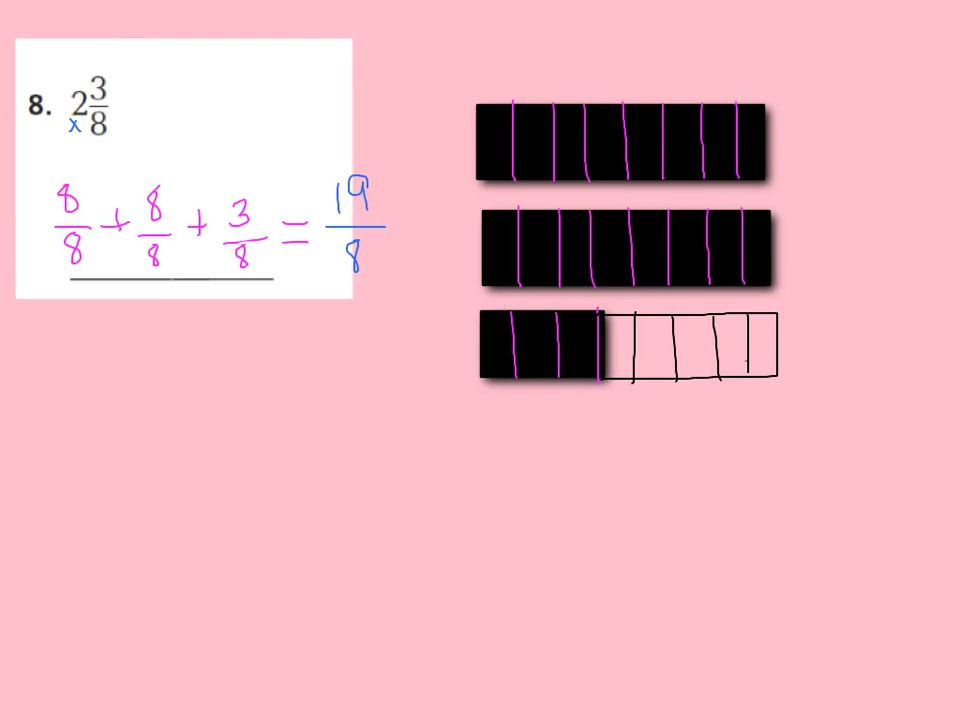 8. 2 3/8
x
8/8 + 8/8 + 3/8 = 19/8